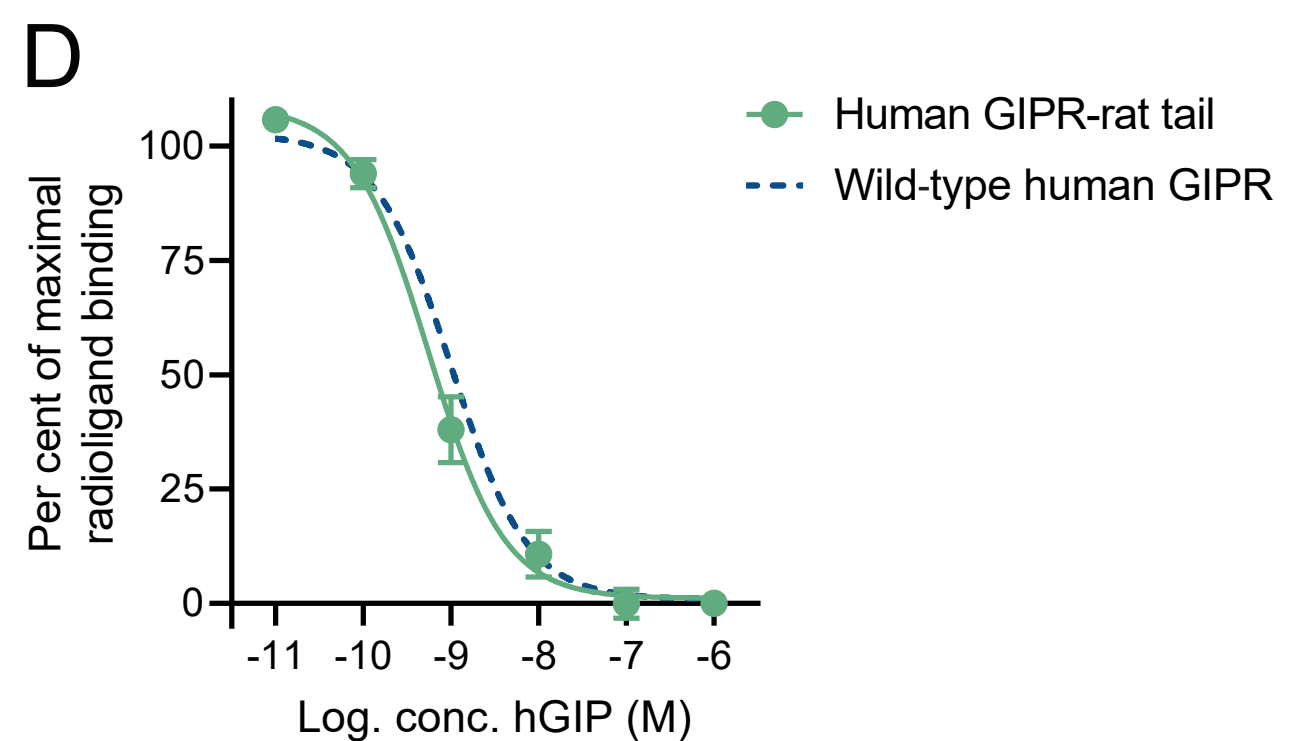 D
Per cent of maximal
radioligand binding
100
75
50
25
0
-11 -10 -9 -8 -7 -6
Log. conc. hGIP (M)
Human GIPR-rat tail
Wild-type human GIPR